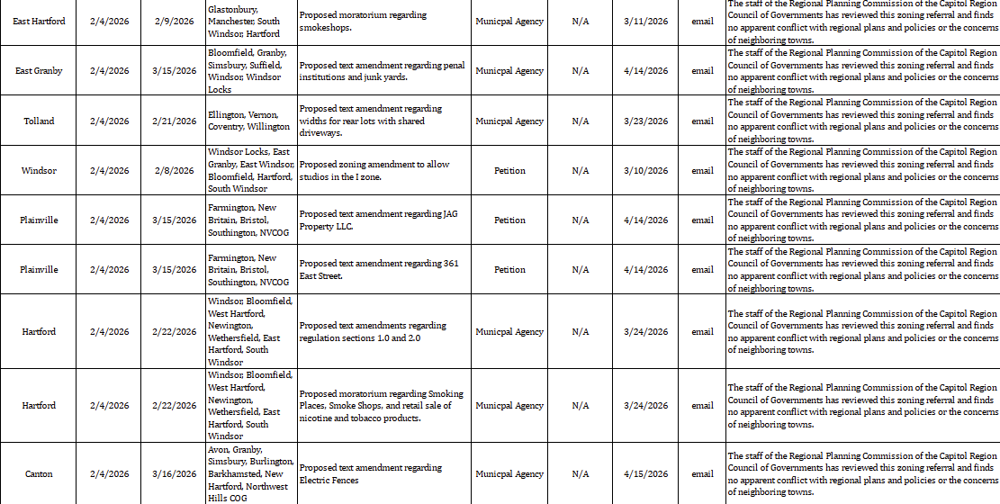 East Hartford
2/4/2026
2/9/2026
Glastonbury,
Manchester, South
Windsor, Hartford
Proposed moratorium regarding
smokeshops.
Municpal Agency
N/A
3/11/2026
email
The staff of the Regional Planning Commission of the Capitol Region
Council of Governments has reviewed this zoning referral and finds
no apparent conflict with regional plans and policies or the concerns
of neighboring towns.
East Granby
2/4/2026
3/15/2026
Bloomfield, Granby,
Simsbury, Suffield,
Windsor, Windsor
Locks
Proposed text amendment regarding penal
institutions and junk yards.
Municpal Agency
N/A
4/14/2026
email
The staff of the Regional Planning Commission of the Capitol Region
Council of Governments has reviewed this zoning referral and finds
no apparent conflict with regional plans and policies or the concerns
of neighboring towns.
Tolland
2/4/2026
2/21/2026
Ellington, Vernon,
Coventry, Willington
Proposed text amendment regarding
widths for rear lots with shared
driveways.
Municpal Agency
N/A
3/23/2026
email
The staff of the Regional Planning Commission of the Capitol Region
Council of Governments has reviewed this zoning referral and finds
no apparent conflict with regional plans and policies or the concerns
of neighboring towns.
Windsor
2/4/2026
2/8/2026
Windsor Locks, East
Granby, East Windsor,
Bloomfield, Hartford,
South Windsor
Proposed zoning amendment to allow
studios in the I zone.
Petition
N/A
3/10/2026
email
The staff of the Regional Planning Commission of the Capitol Region
Council of Governments has reviewed this zoning referral and finds
no apparent conflict with regional plans and policies or the concerns
of neighboring towns.
Plainville
2/4/2026
3/15/2026
Farmington, New
Britain, Bristol,
Southington, NVCOG
Proposed text amendment regarding JAG
Property LLC.
Petition
N/A
4/14/2026
email
The staff of the Regional Planning Commission of the Capitol Region
Council of Governments has reviewed this zoning referral and finds
no apparent conflict with regional plans and policies or the concerns
of neighboring towns.
Plainville
2/4/2026
3/15/2026
Farmington, New
Britain, Bristol,
Southington, NVCOG
Proposed text amendment regarding 361
East Street.
Petition
N/A
4/14/2026
email
The staff of the Regional Planning Commission of the Capitol Region
Council of Governments has reviewed this zoning referral and finds
no apparent conflict with regional plans and policies or the concerns
of neighboring towns.
Hartford
2/4/2026
2/22/2026
Windsor, Bloomfield,
West Hartford,
Newington,
Wethersfield, East
Hartford, South
Windsor
Proposed text amendments regarding
regulation sections 1.0 and 2.0
Municpal Agency
N/A
3/24/2026
email
The staff of the Regional Planning Commission of the Capitol Region
Council of Governments has reviewed this zoning referral and finds
no apparent conflict with regional plans and policies or the concerns
of neighboring towns.
Hartford
2/4/2026
2/22/2026
Windsor, Bloomfield,
West Hartford,
Newington,
Wethersfield, East
Hartford, South
Windsor
Proposed moratorium regarding Smoking
Places, Smoke Shops, and retail sale of
nicotine and tobacco products.
Municpal Agency
N/A
3/24/2026
email
The staff of the Regional Planning Commission of the Capitol Region
Council of Governments has reviewed this zoning referral and finds
no apparent conflict with regional plans and policies or the concerns
of neighboring towns.
Canton
2/4/2026
3/16/2026
Avon, Granby,
Simsbury, Burlington,
Barkhamsted, New
Hartford, Northwest
Hills COG
Proposed text amendment regarding
Electric Fences
Municpal Agency
N/A
4/15/2026
email
The staff of the Regional Planning Commission of the Capitol Region
Council of Governments has reviewed this zoning referral and finds
no apparent conflict with regional plans and policies or the concerns
of neighboring towns.